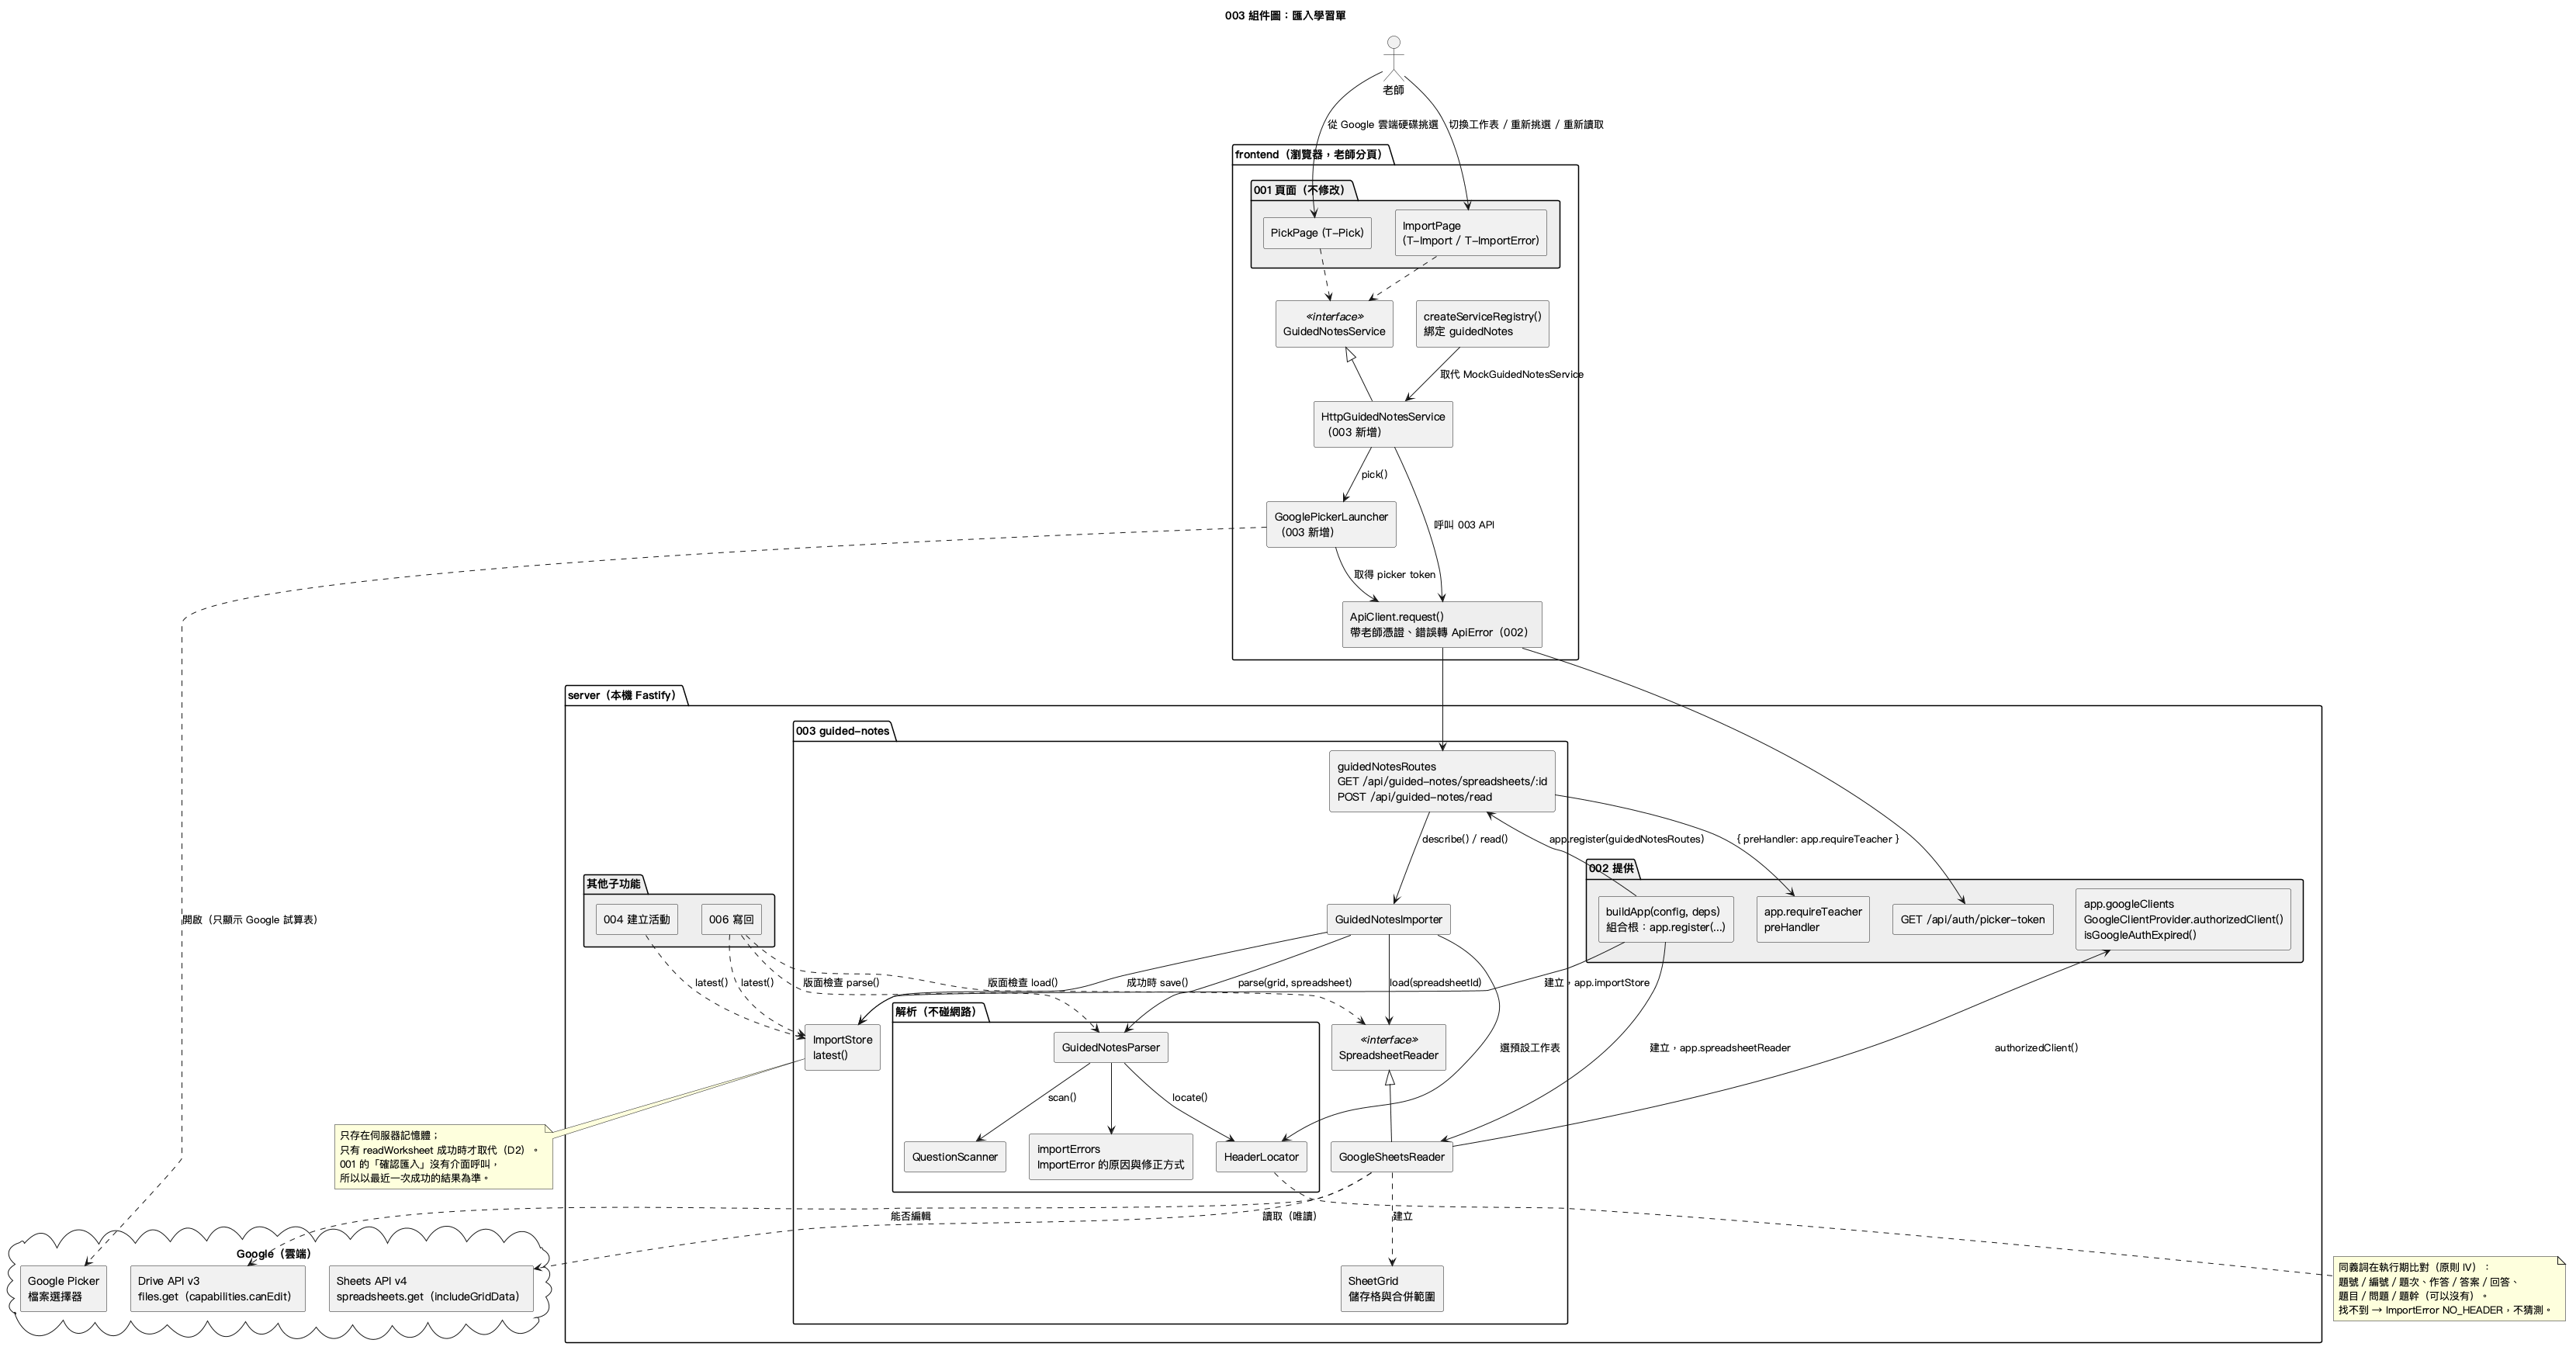 003 組件圖：匯入學習單
老師
從 Google 雲端硬碟挑選
切換工作表 / 重新挑選 / 重新讀取
frontend（瀏覽器，老師分頁）
001 頁面（不修改）
PickPage (T-Pick)
ImportPage
(T-Import / T-ImportError)
«interface»
GuidedNotesService
createServiceRegistry()
綁定 guidedNotes
取代 MockGuidedNotesService
HttpGuidedNotesService
（003 新增）
pick()
GooglePickerLauncher
（003 新增）
呼叫 003 API
取得 picker token
ApiClient.request()
帶老師憑證、錯誤轉 ApiError（002）
server（本機 Fastify）
003 guided-notes
guidedNotesRoutes
GET /api/guided-notes/spreadsheets/:id
POST /api/guided-notes/read
describe() / read()
app.register(guidedNotesRoutes)
{ preHandler: app.requireTeacher }
002 提供
buildApp(config, deps)
組合根：app.register(...)
app.requireTeacher
preHandler
GET /api/auth/picker-token
app.googleClients
GoogleClientProvider.authorizedClient()
isGoogleAuthExpired()
其他子功能
004 建立活動
006 寫回
GuidedNotesImporter
開啟（只顯示 Google 試算表）
latest()
latest()
版面檢查 parse()
版面檢查 load()
成功時 save()
parse(grid, spreadsheet)
load(spreadsheetId)
建立，app.importStore
解析（不碰網路）
ImportStore
latest()
GuidedNotesParser
«interface»
SpreadsheetReader
選預設工作表
建立，app.spreadsheetReader
authorizedClient()
scan()
locate()
只存在伺服器記憶體；
只有 readWorksheet 成功時才取代（D2）。
001 的「確認匯入」沒有介面呼叫，
所以以最近一次成功的結果為準。
QuestionScanner
importErrors
ImportError 的原因與修正方式
HeaderLocator
GoogleSheetsReader
能否編輯
讀取（唯讀）
建立
Google（雲端）
Google Picker
檔案選擇器
Drive API v3
files.get（capabilities.canEdit）
Sheets API v4
spreadsheets.get（includeGridData）
SheetGrid
儲存格與合併範圍
同義詞在執行期比對（原則 IV）：
題號 / 編號 / 題次、作答 / 答案 / 回答、
題目 / 問題 / 題幹（可以沒有）。
找不到 → ImportError NO_HEADER，不猜測。